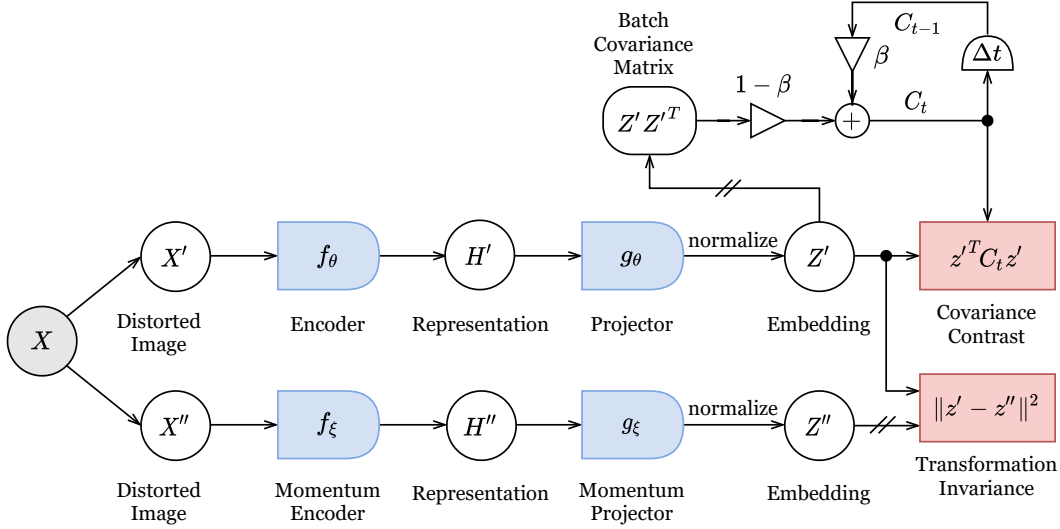 Batch
Covariance
Matrix
C_{t-1}
Δt
β
1 − β
C_t
Z' Z'^T
+
normalize
X'
f_θ
H'
g_θ
Z'
z'^T C_t z'
Distorted
Image
Encoder
Representation
Projector
Embedding
Covariance
Contrast
X
normalize
X''
f_ξ
H''
g_ξ
Z''
‖z' − z''‖²
Distorted
Image
Momentum
Encoder
Representation
Momentum
Projector
Embedding
Transformation
Invariance